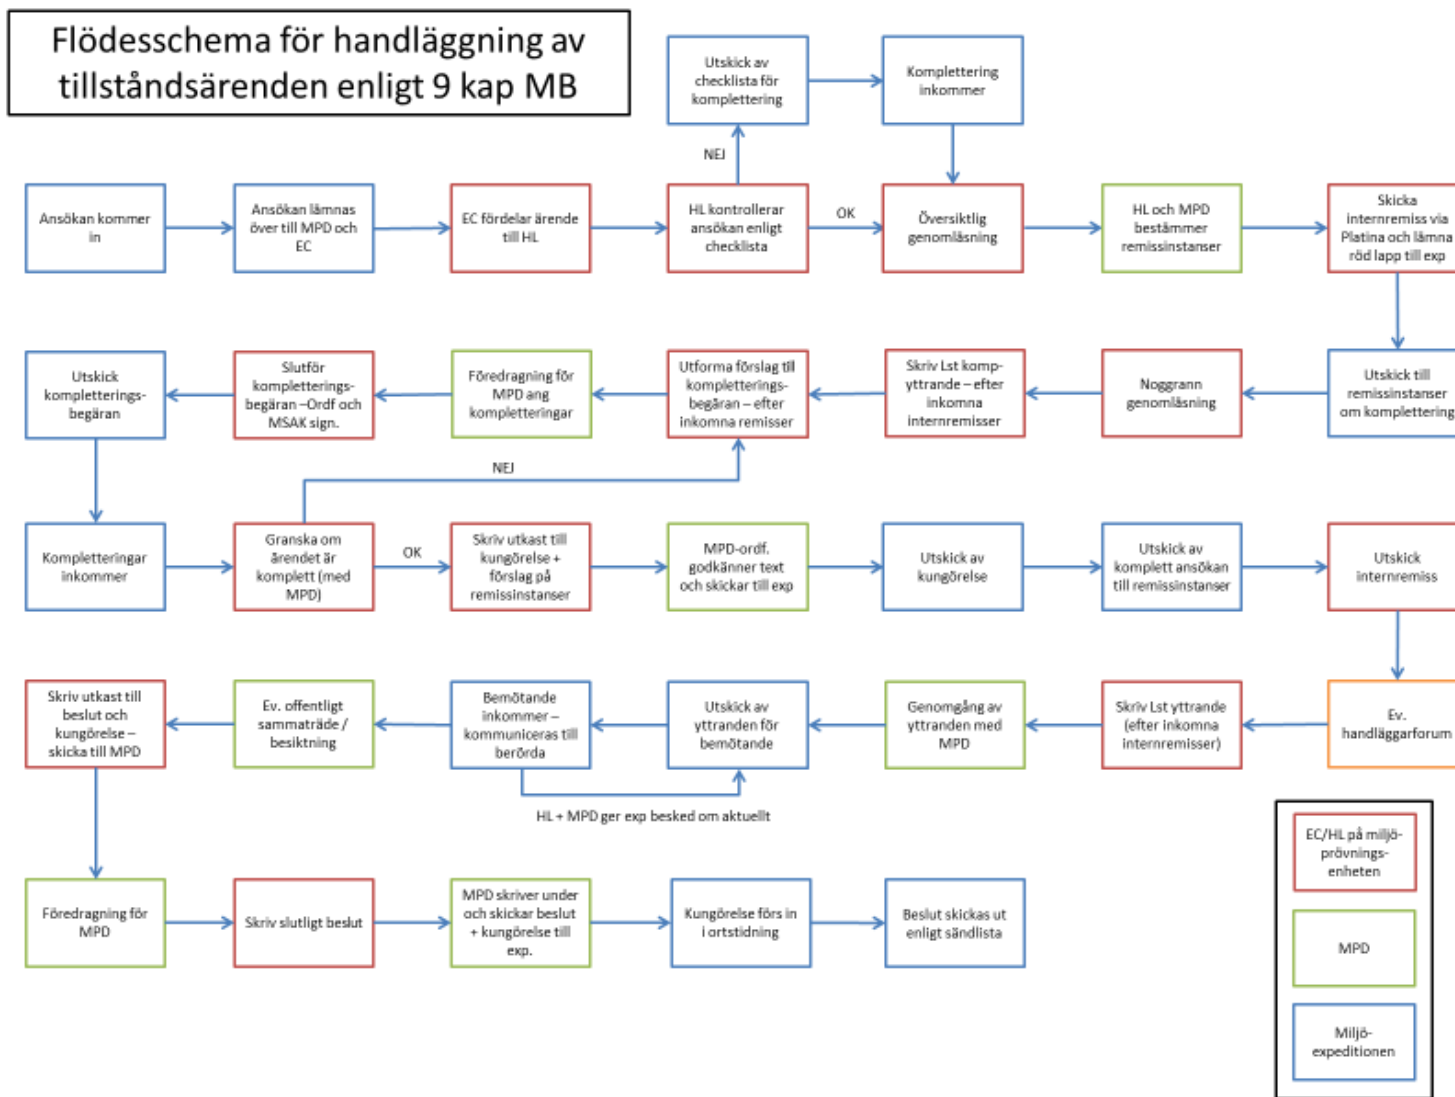 Flödesschema för handläggning av
tillståndsärenden enligt 9 kap MB
Utskick av
checklista för
komplettering
Komplettering
inkommer
NEJ
Ansökan kommer
in
Ansökan lämnas
över till MPD och
EC
EC fördelar ärende
till HL
HL kontrollerar
ansökan enligt
checklista
OK
Översiktlig
genomläsning
HL och MPD
bestämmer
remissinstanser
Skicka
internremiss via
Platina och lämna
röd lapp till exp
Utskick
kompletterings-
begäran
Slutför
kompletterings-
begäran –Ordf och
MSAK sign.
Föredragning för
MPD ang
kompletteringar
Utforma förslag till
kompletterings-
begäran – efter
inkomna remisser
Skriv Lst komp-
yttrande – efter
inkomna
internremisser
Noggrann
genomläsning
Utskick till
remissinstanser
om komplettering
NEJ
Kompletteringar
inkommer
Granska om
ärendet är
komplett (med
MPD)
OK
Skriv utkast till
kungörelse +
förslag på
remissinstanser
MPD-ordf.
godkänner text
och skickar till exp
Utskick av
kungörelse
Utskick av
komplett ansökan
till remissinstanser
Utskick
internremiss
Skriv utkast till
beslut och
kungörelse –
skicka till MPD
Ev. offentligt
sammaträde /
besiktning
Bemötande
inkommer –
kommuniceras till
berörda
Utskick av
yttranden för
bemötande
Genomgång av
yttranden med
MPD
Skriv Lst yttrande
(efter inkomna
internremisser)
Ev.
handläggarforum
HL + MPD ger exp besked om aktuellt
Föredragning för
MPD
Skriv slutligt beslut
MPD skriver under
och skickar beslut
+ kungörelse till
exp.
Kungörelse förs in
i ortstidning
Beslut skickas ut
enligt sändlista
EC/HL på miljö-
prövnings-
enheten
MPD
Miljö-
expeditionen